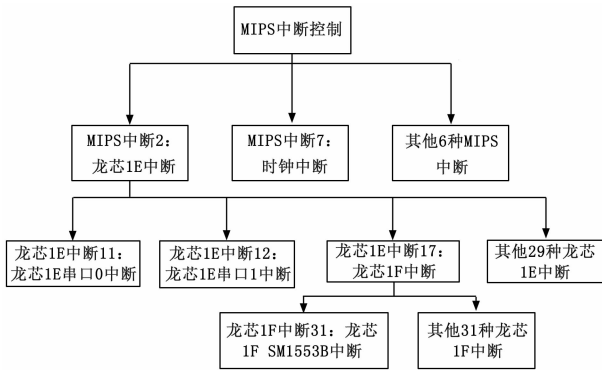 MIPS中断控制
MIPS中断2:
龙芯1E中断
MIPS中断7:
时钟中断
其他6种MIPS
中断
龙芯1E中断11:
龙芯1E串口0中断
龙芯1E中断12:
龙芯1E串口1中断
龙芯1E中断17:
龙芯1F中断
其他29种龙芯
1E中断
龙芯1F中断31: 龙芯
1F SM1553B中断
其他31种龙芯
1F中断